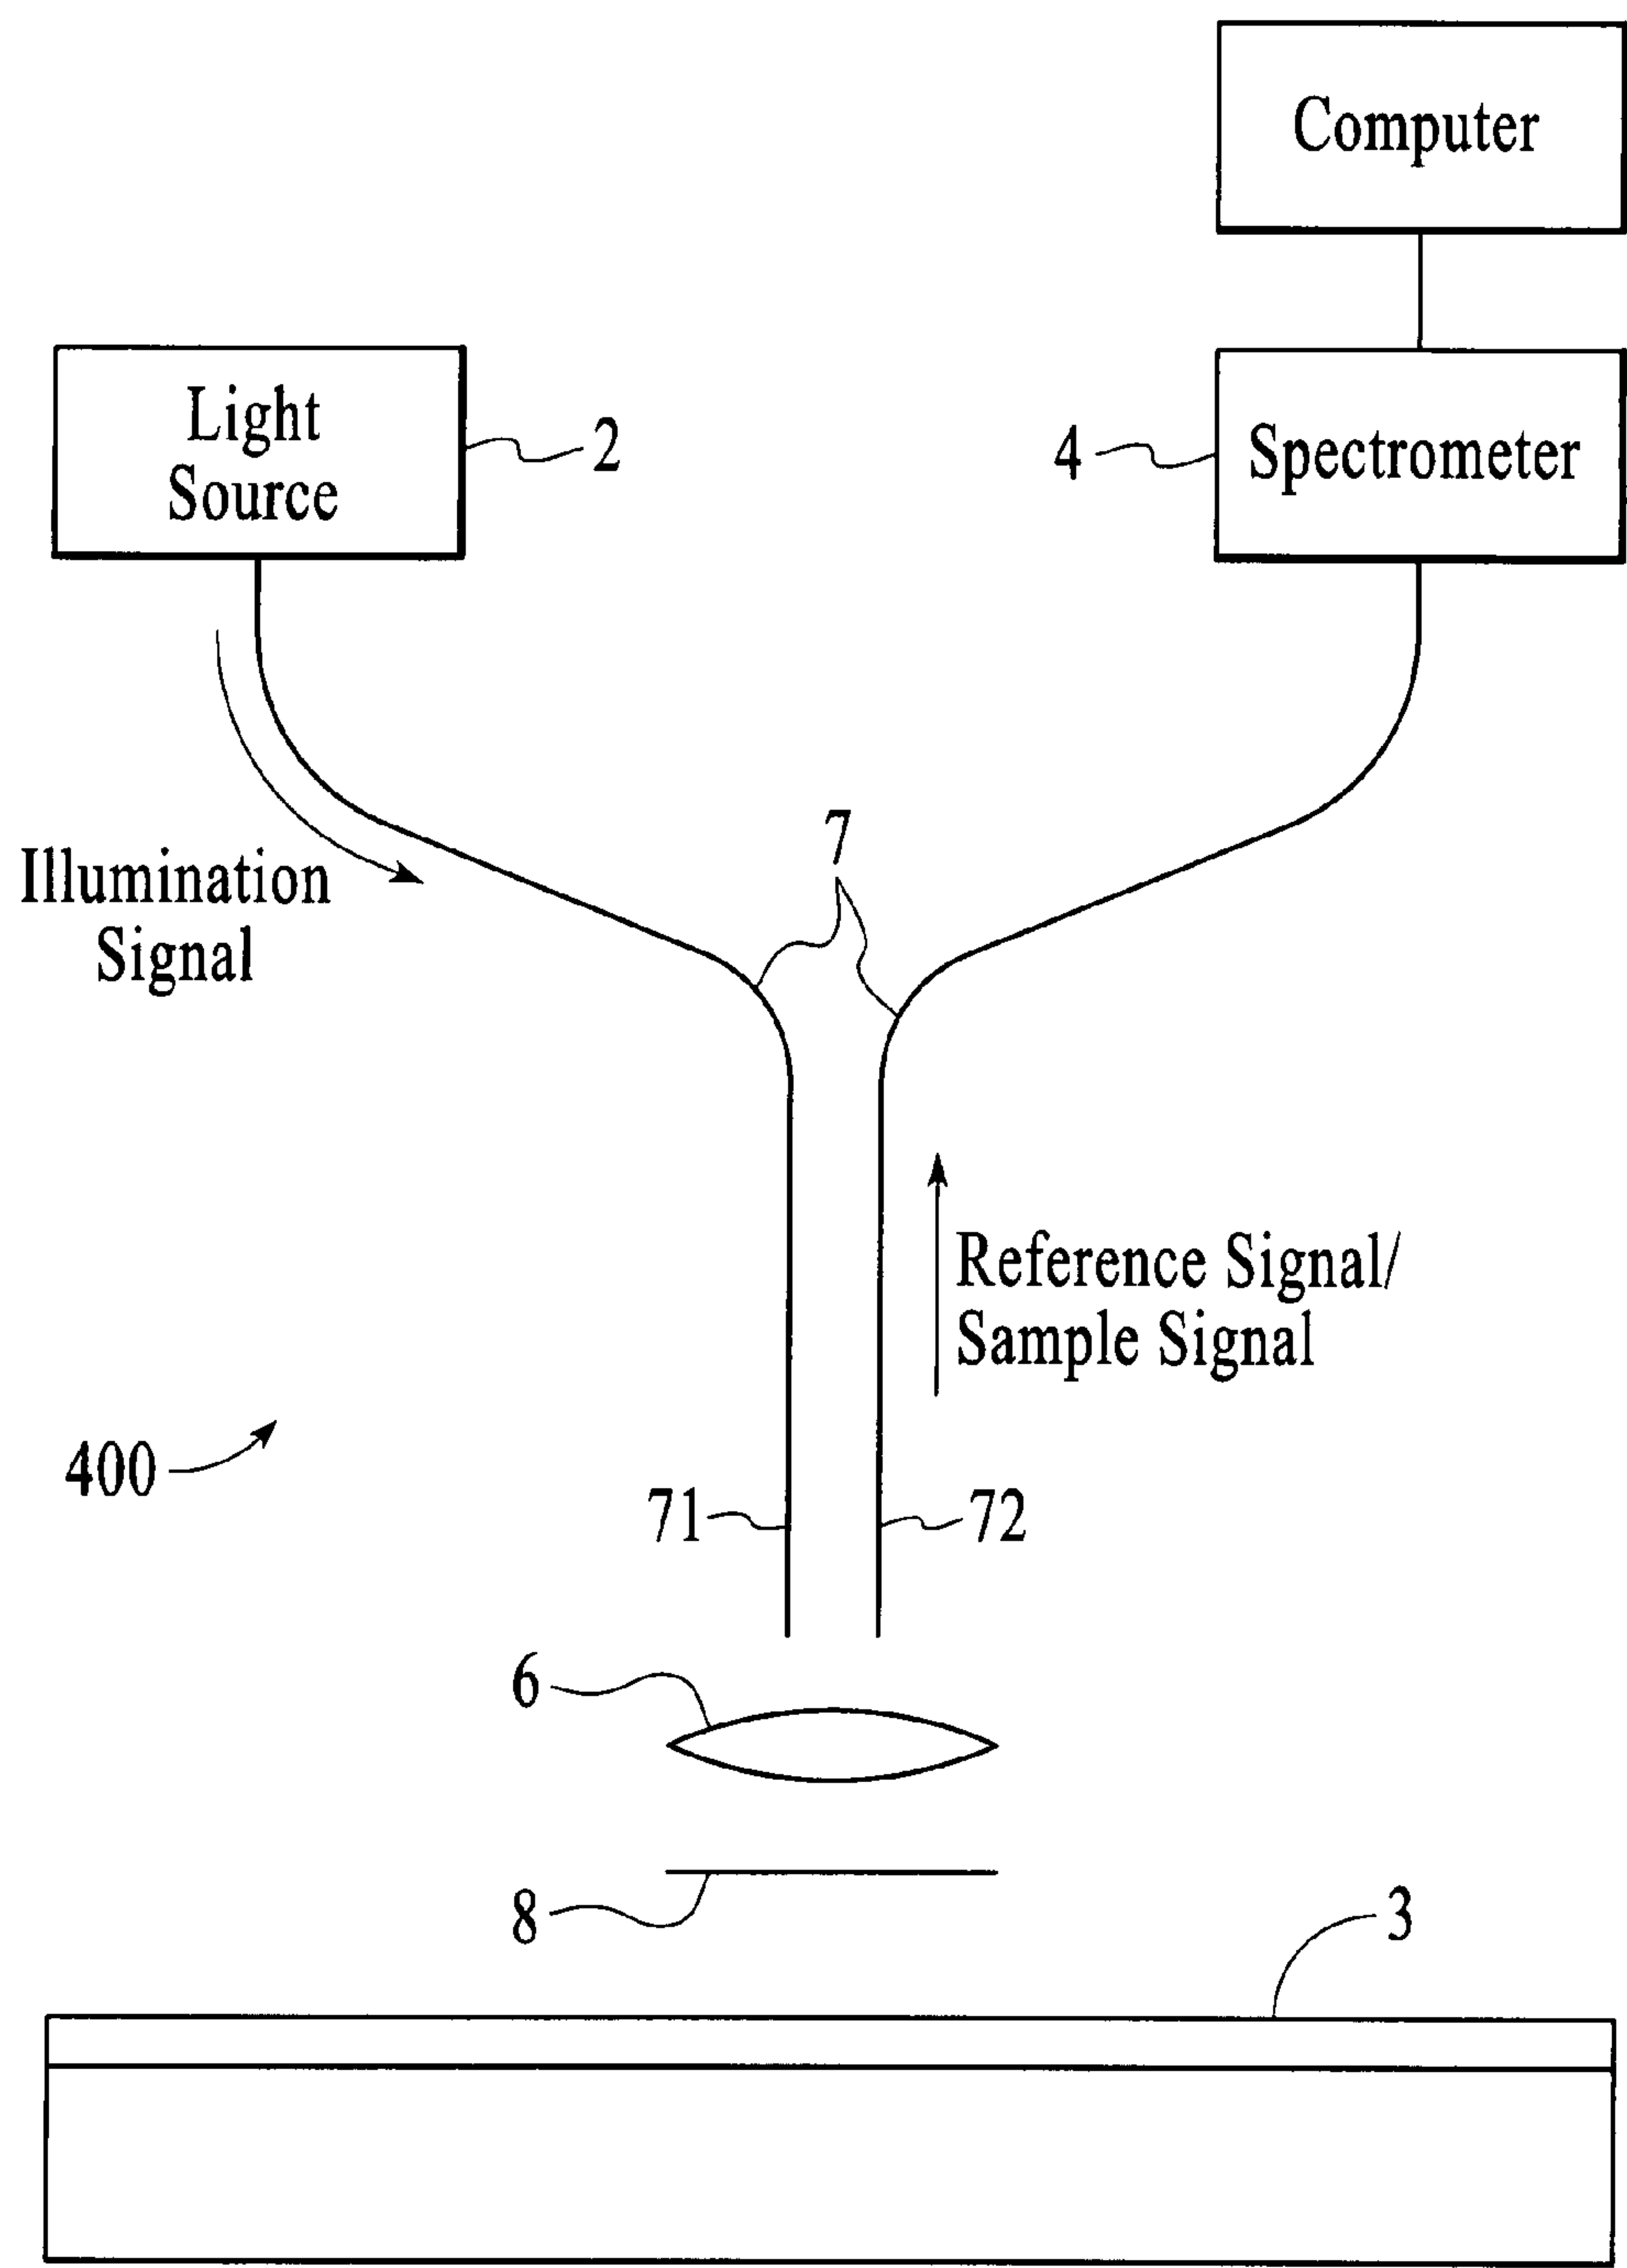 Computer
Light
Source
2
4
Spectrometer
7
Illumination
Signal
Reference Signal/
Sample Signal
400
71
72
6
8
3